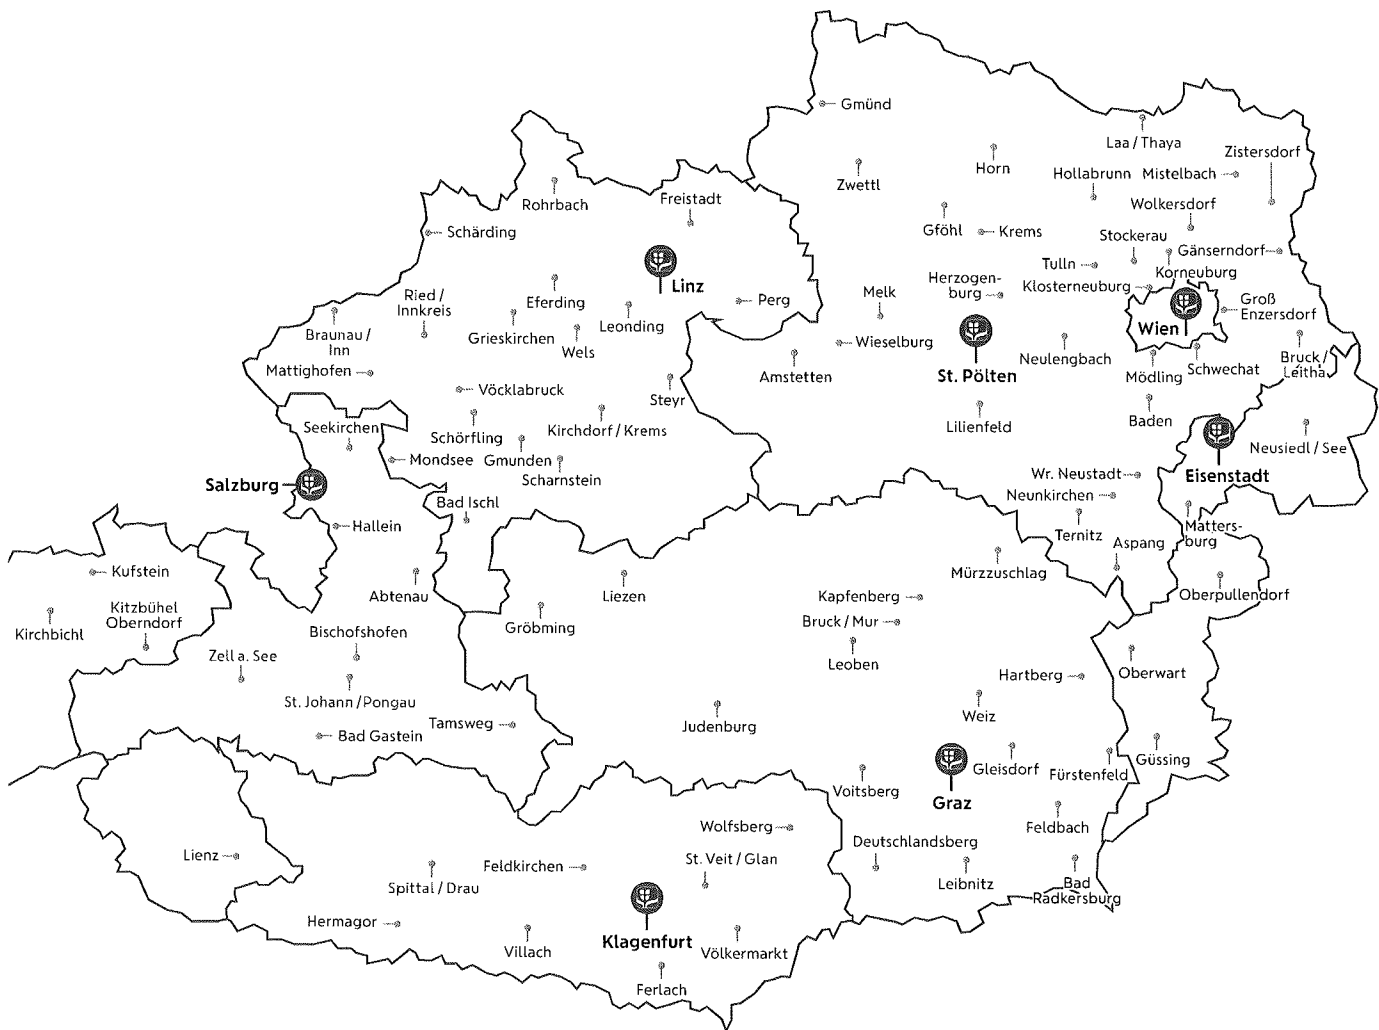 Gmünd
Laa / Thaya
Zistersdorf
Horn
Zwettl
Hollabrunn
Mistelbach
Rohrbach
Freistadt
Wolkersdorf
Schärding
Gföhl
Krems
Stockerau
Gänserndorf
Tulln
Korneuburg
Linz
Herzogen-
burg
Klosterneuburg
Eferding
Ried /
Innkreis
Perg
Melk
Groß
Enzersdorf
Leonding
Braunau /
Inn
Grieskirchen
Wels
Wieselburg
Wien
Neulengbach
Bruck /
Leitha
Mattighofen
Amstetten
St. Pölten
Mödling
Schwechat
Vöcklabruck
Steyr
Seekirchen
Schörfling
Kirchdorf / Krems
Lilienfeld
Baden
Neusiedl / See
Mondsee
Gmunden
Scharnstein
Salzburg
Wr. Neustadt
Eisenstadt
Neunkirchen
Bad Ischl
Hallein
Ternitz
Matters-
burg
Aspang
Kufstein
Mürzzuschlag
Abtenau
Liezen
Kapfenberg
Oberpullendorf
Kitzbühel
Oberndorf
Kirchbichl
Bischofshofen
Gröbming
Bruck / Mur
Leoben
Zell a. See
Hartberg
Oberwart
St. Johann / Pongau
Tamsweg
Judenburg
Weiz
Bad Gastein
Gleisdorf
Fürstenfeld
Güssing
Voitsberg
Graz
Wolfsberg
Feldbach
Deutschlandsberg
Lienz
Feldkirchen
St. Veit / Glan
Spittal / Drau
Leibnitz
Bad
Radkersburg
Hermagor
Villach
Klagenfurt
Völkermarkt
Ferlach